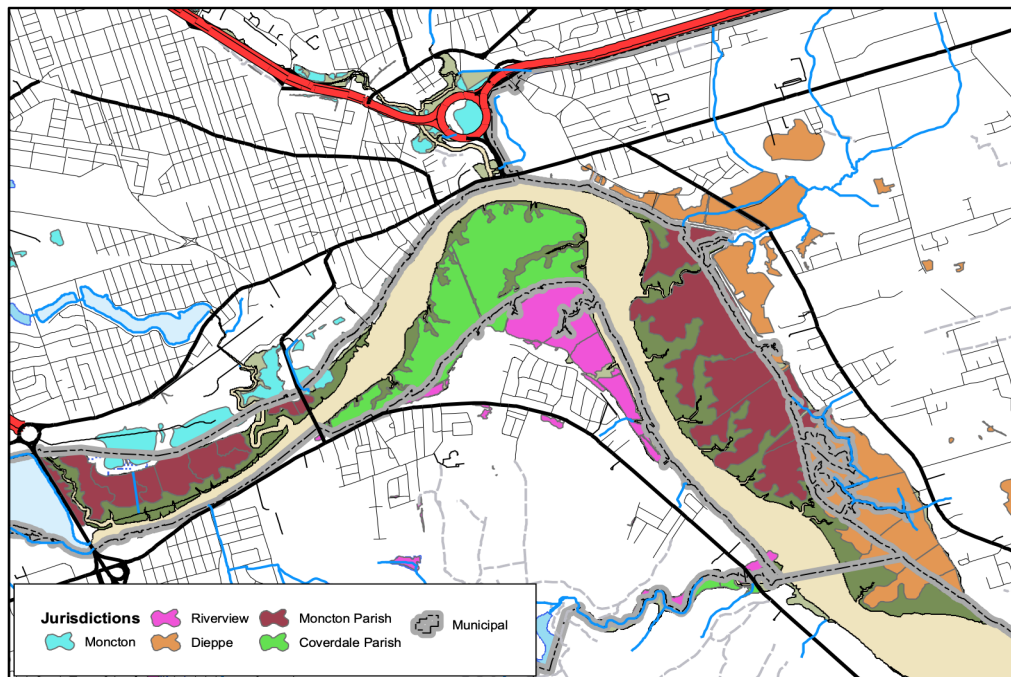 Jurisdictions
Riverview
Moncton Parish
Municipal
Moncton
Dieppe
Coverdale Parish